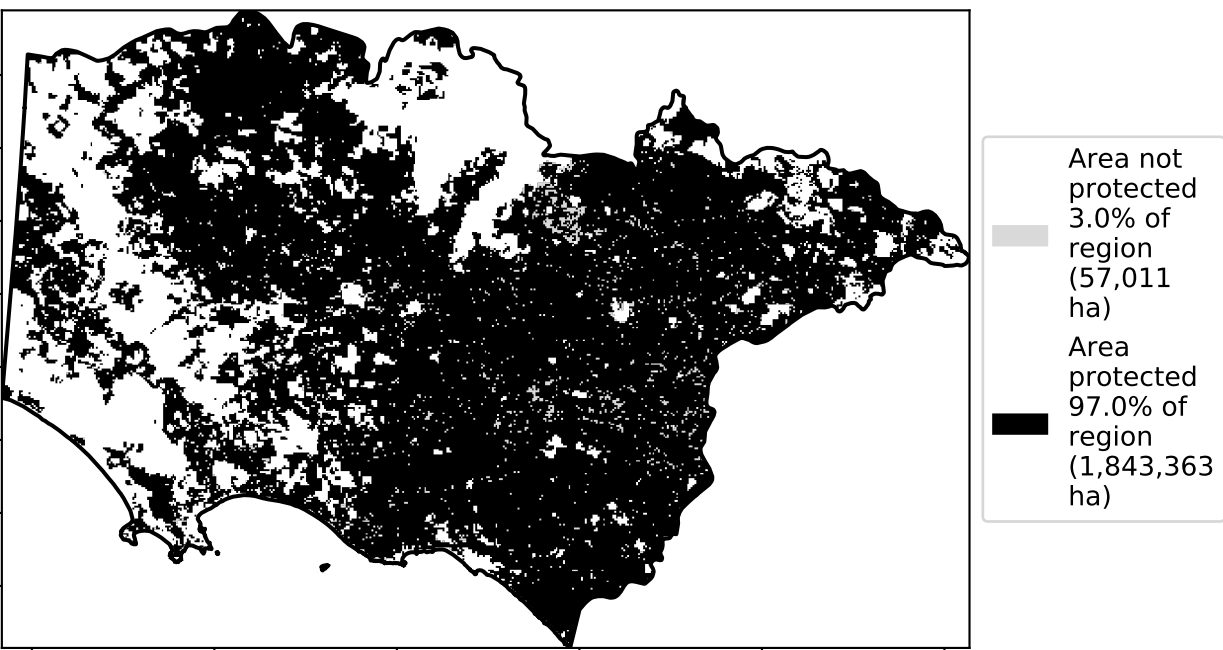 Area not
protected
3.0% of
region
(57,011
ha)
Area
protected
97.0% of
region
(1,843,363
ha)